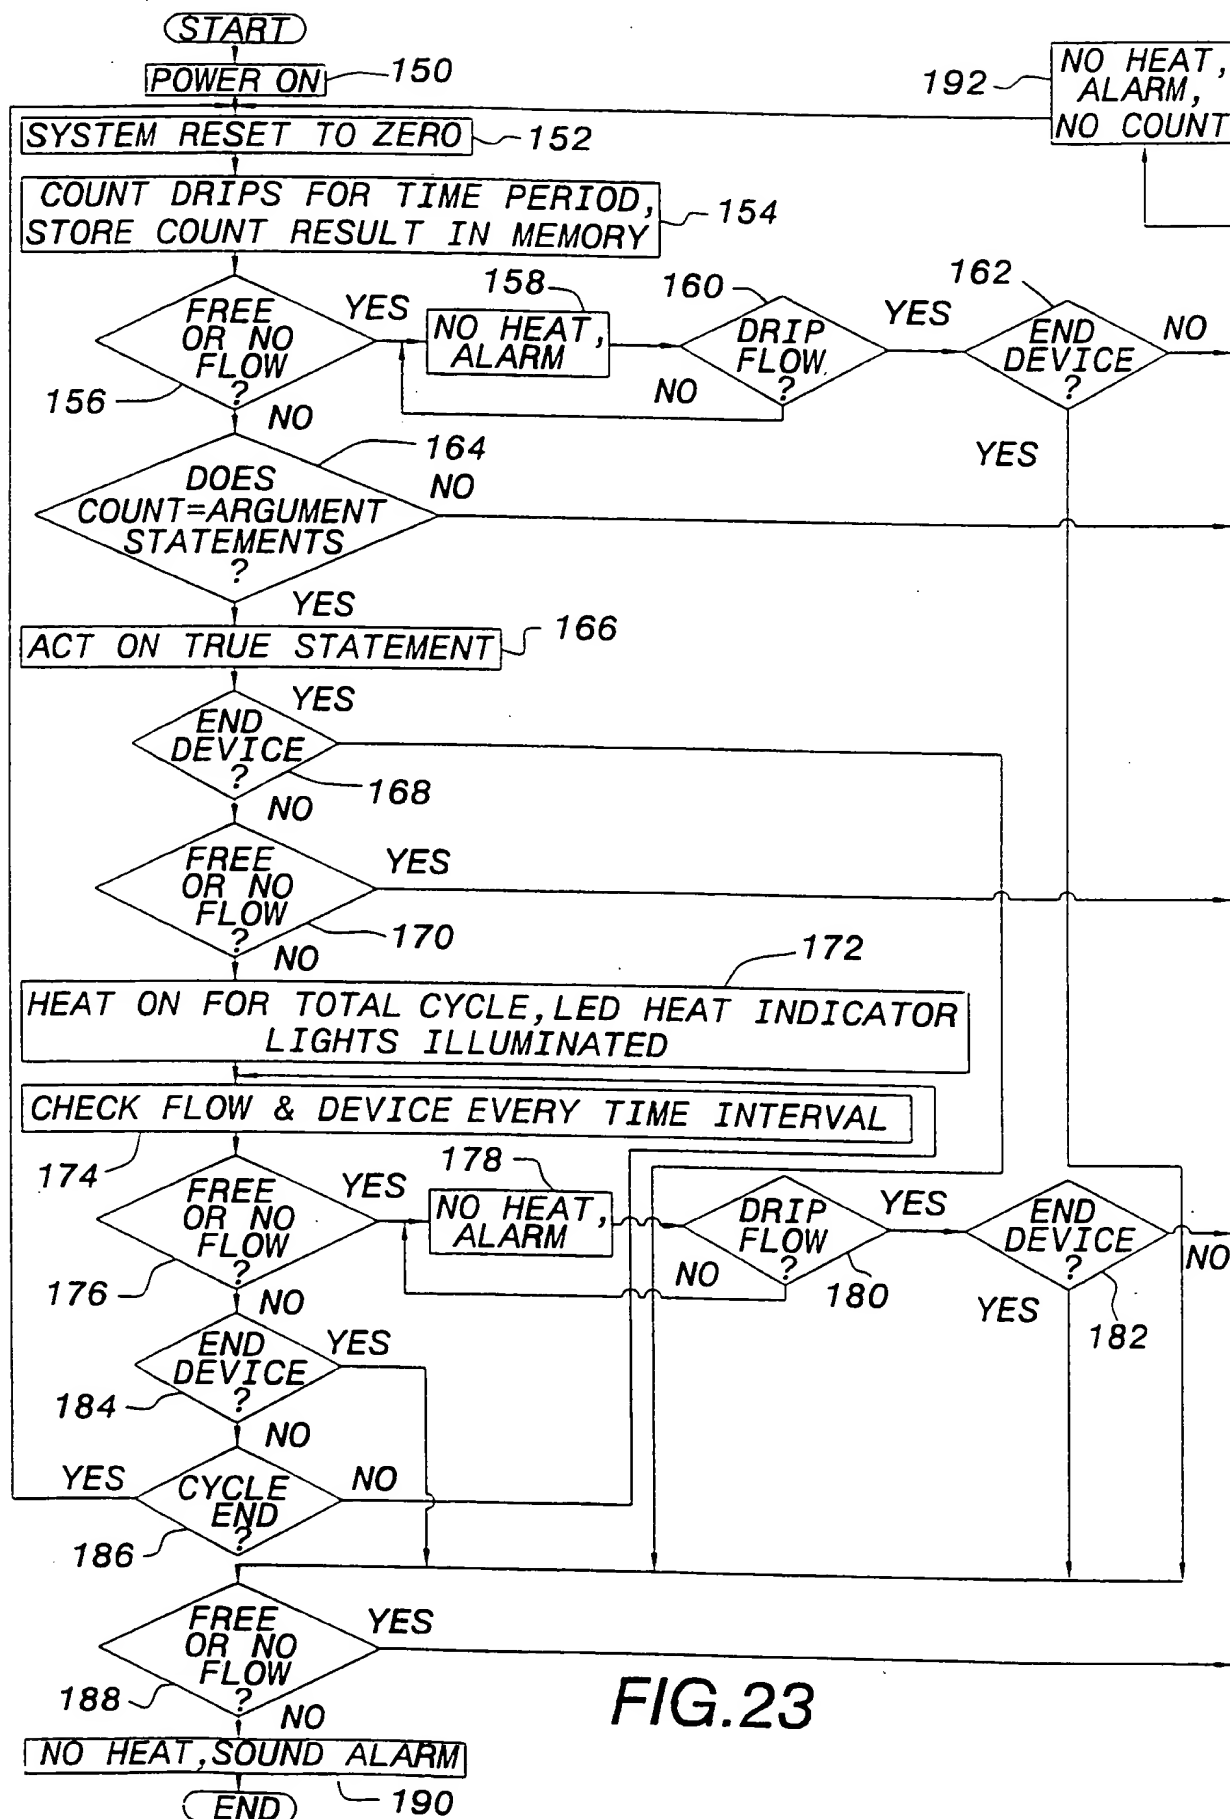 START
POWER ON
150
192
NO HEAT,
ALARM,
NO COUNT
SYSTEM RESET TO ZERO
152
COUNT DRIPS FOR TIME PERIOD,
STORE COUNT RESULT IN MEMORY
154
FREE
OR NO
FLOW
?
156
YES
NO
158
NO HEAT,
ALARM
160
DRIP
FLOW
?
NO
YES
162
END
DEVICE
?
NO
YES
164
DOES
COUNT=ARGUMENT
STATEMENTS
?
NO
YES
ACT ON TRUE STATEMENT
166
END
DEVICE
?
YES
168
NO
FREE
OR NO
FLOW
?
YES
170
NO
172
HEAT ON FOR TOTAL CYCLE, LED HEAT INDICATOR
LIGHTS ILLUMINATED
CHECK FLOW & DEVICE EVERY TIME INTERVAL
174
FREE
OR NO
FLOW
?
176
YES
NO
178
NO HEAT,
ALARM
DRIP
FLOW
?
NO
180
YES
END
DEVICE
?
NO
YES
182
END
DEVICE
?
YES
184
NO
CYCLE
END
?
YES
NO
186
FREE
OR NO
FLOW
?
YES
188
NO
NO HEAT, SOUND ALARM
190
END
FIG.23